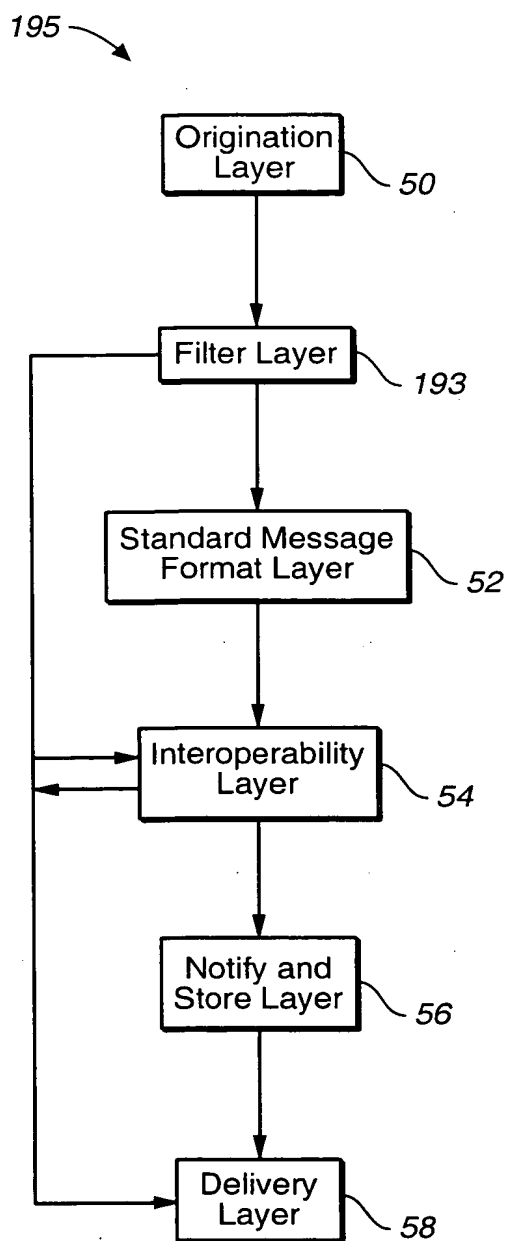 195
Origination
Layer
50
Filter Layer
193
Standard Message
Format Layer
52
Interoperability
Layer
54
Notify and
Store Layer
56
Delivery
Layer
58